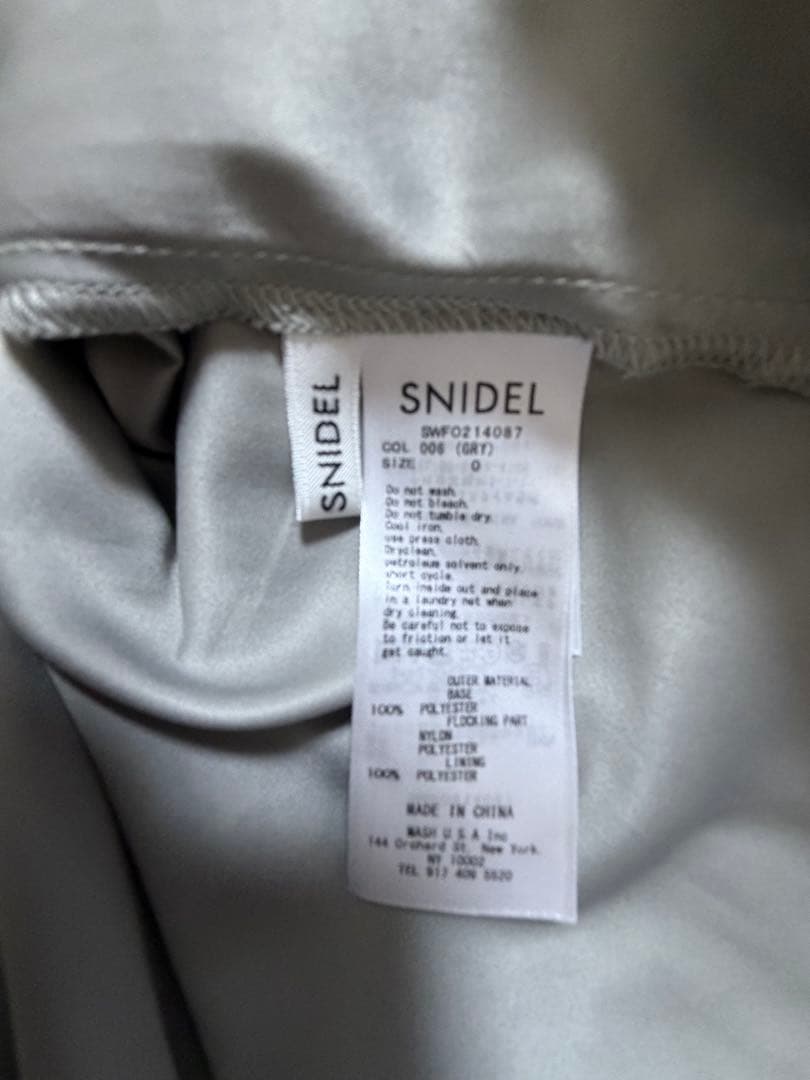 SNIDEL
SNIDEL
SWFO214087
COL 006 (GRY)
SIZE 0
Do not wash.
Do not bleach.
Do not tumble dry.
Cool iron.
use press cloth.
Dryclean.
petroleum solvent only.
short cycle.
Turn inside out and place
in a laundry net when
dry cleaning.
Be careful not to expose
to friction or let it
get caught.
OUTER MATERIAL
BASE
100% POLYESTER
FLOCKING PART
NYLON
POLYESTER
LINING
100% POLYESTER
MADE IN CHINA
MASH U S A Inc
144 Orchard St. New York.
NY 10002
TEL 917 409 5520